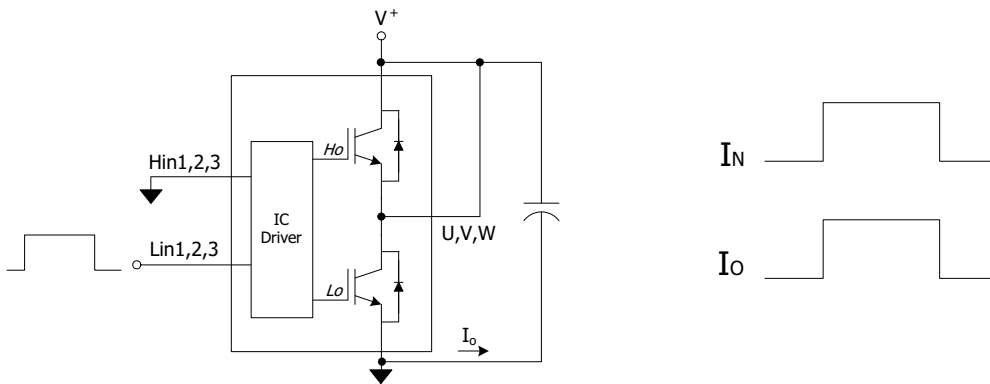 V+
Hin1,2,3
Ho
IC
Driver
U,V,W
Lin1,2,3
Lo
Io
IN
IO